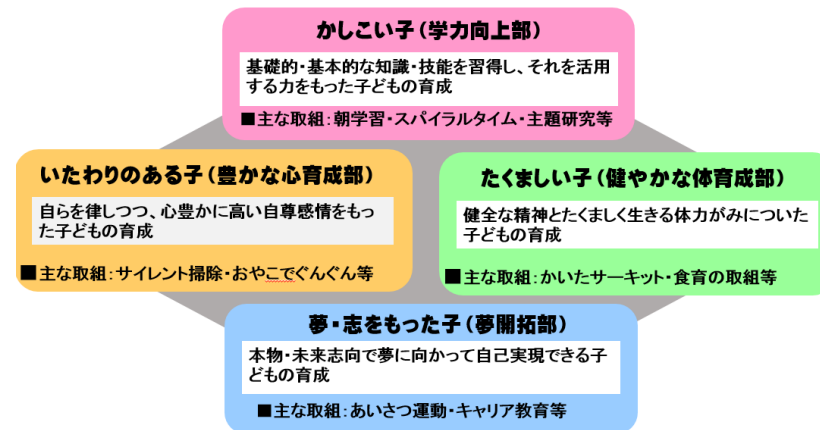 かしこい子（学力向上部）
基礎的・基本的な知識・技能を習得し、それを活用
する力をもった子どもの育成
■主な取組：朝学習・スパイラルタイム・主題研究等
いたわりのある子（豊かな心育成部）
自らを律しつつ、心豊かに高い自尊感情をもっ
た子どもの育成
■主な取組：サイレント掃除・おやこでぐんぐん等
たくましい子（健やかな体育成部）
健全な精神とたくましく生きる体力がみについた
子どもの育成
■主な取組：かいたサーキット・食育の取組等
夢・志をもった子（夢開拓部）
本物・未来志向で夢に向かって自己実現できる子
どもの育成
■主な取組：あいさつ運動・キャリア教育等